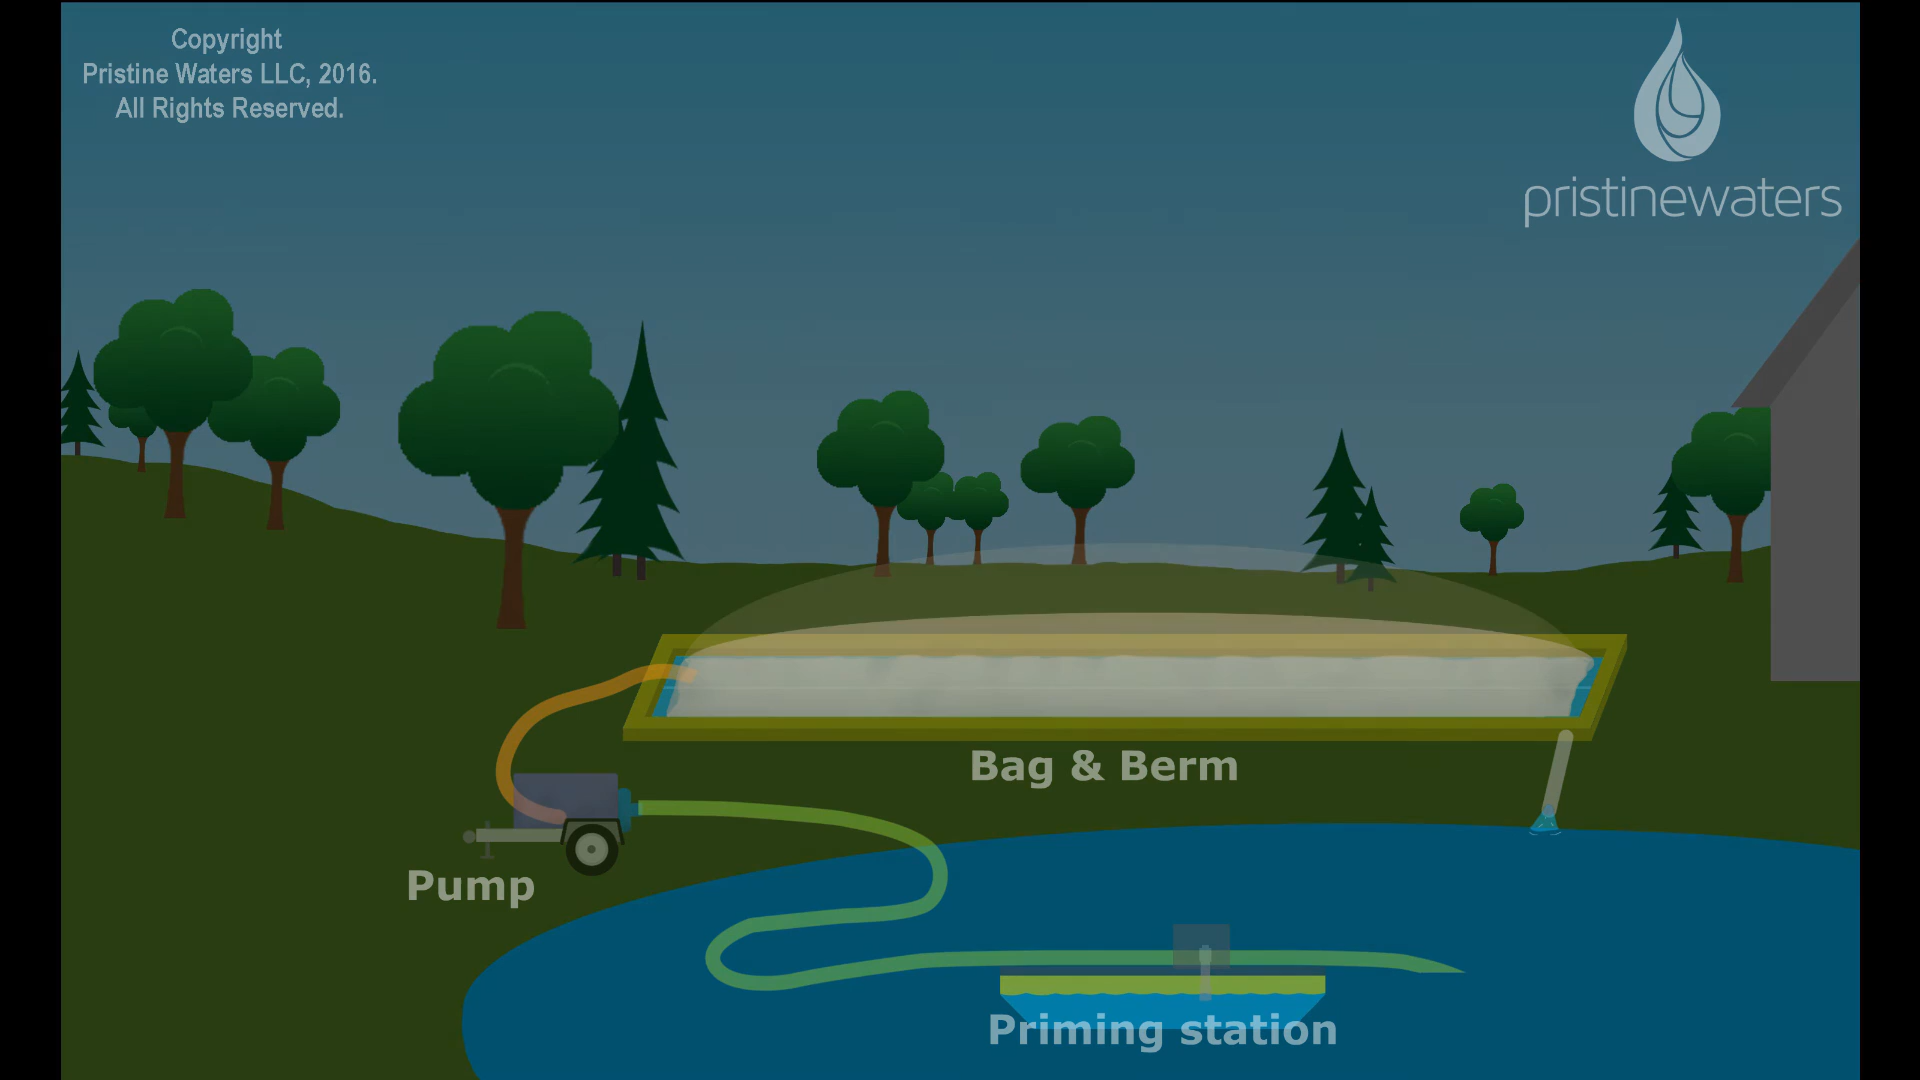 Copyright
Pristine Waters LLC, 2016.
All Rights Reserved.
pristinewaters
Bag & Berm
Pump
Priming station